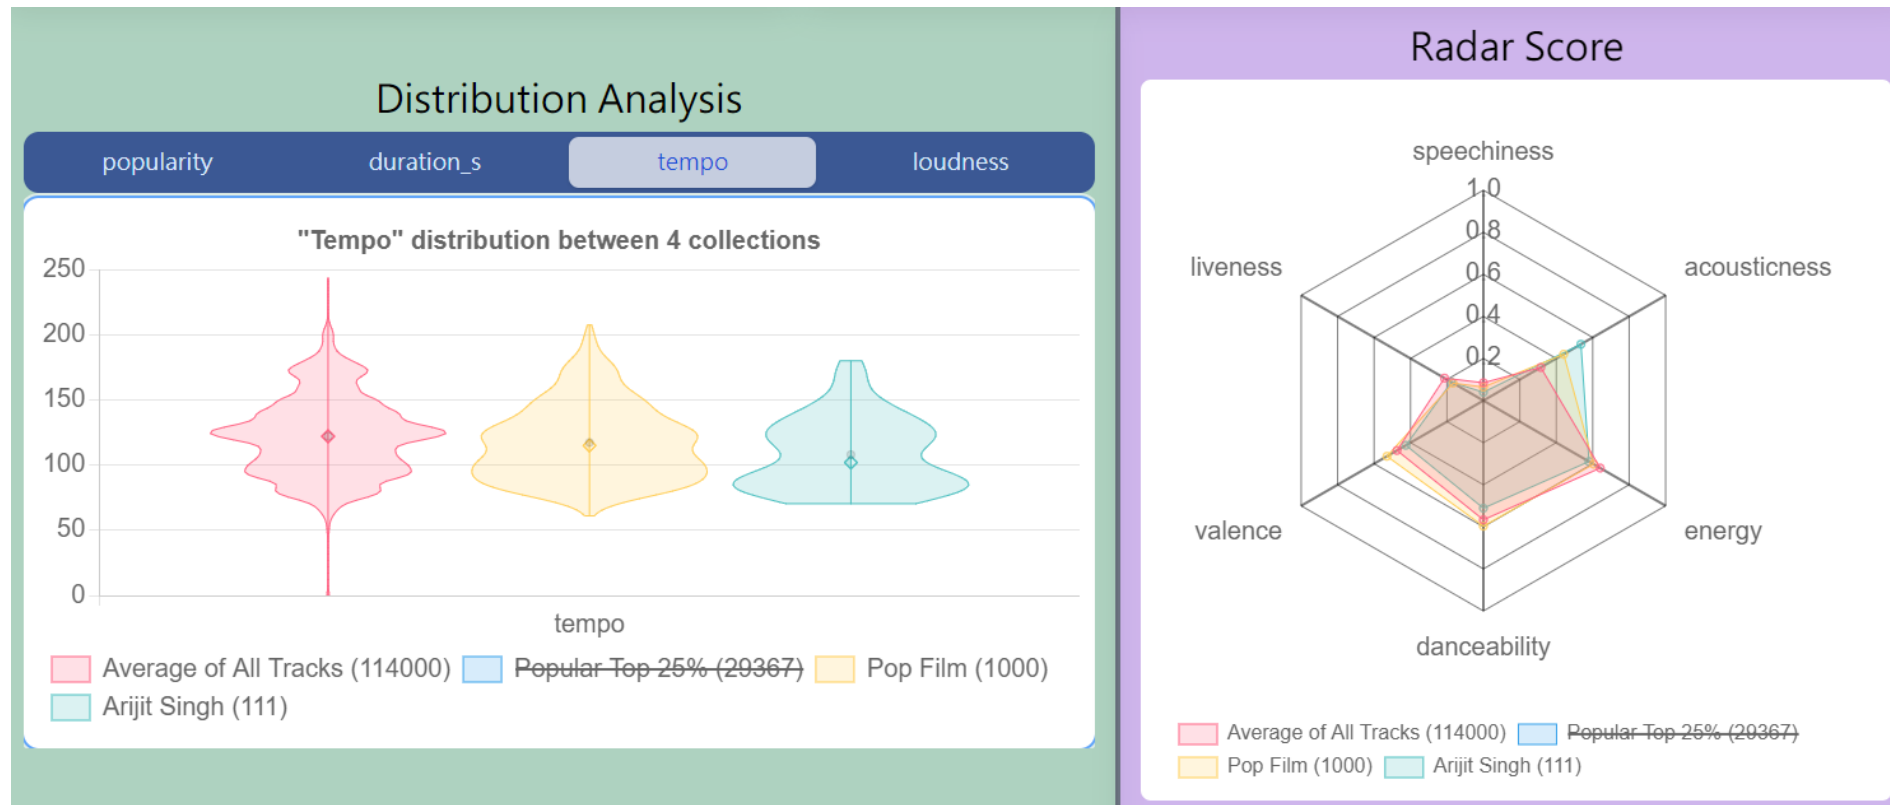 Distribution Analysis
popularity duration_s tempo loudness
"Tempo" distribution between 4 collections
250
200
150
100
50
0
tempo
Average of All Tracks (114000) Popular Top 25% (29367) Pop Film (1000)
Arijit Singh (111)
Radar Score
speechiness
1.0
0.8
liveness acousticness
0.6
0.4
0.2
valence energy
danceability
Average of All Tracks (114000) Popular Top 25% (29367)
Pop Film (1000) Arijit Singh (111)